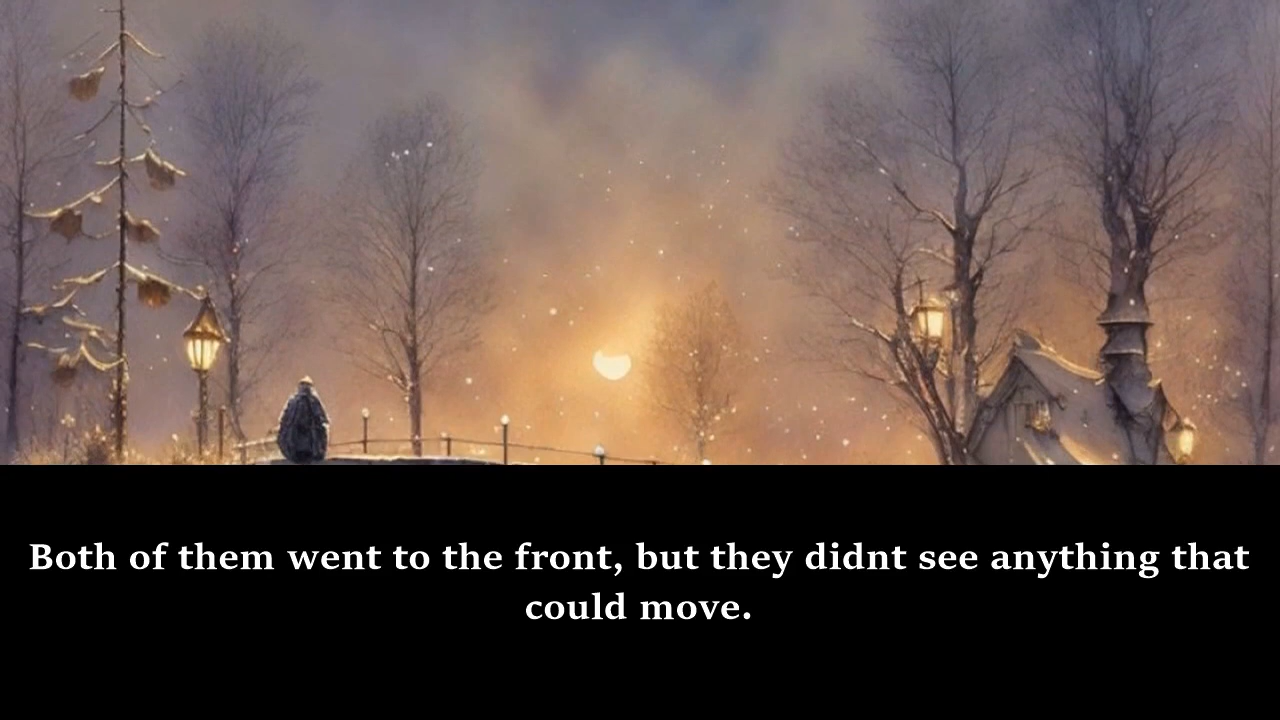 Both of them went to the front, but they didnt see anything that
could move.